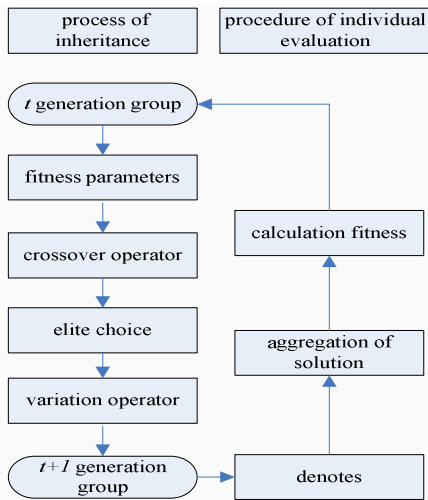 process of
inheritance
procedure of individual
evaluation
t generation group
fitness parameters
crossover operator
elite choice
variation operator
t+1 generation
group
calculation fitness
aggregation of
solution
denotes